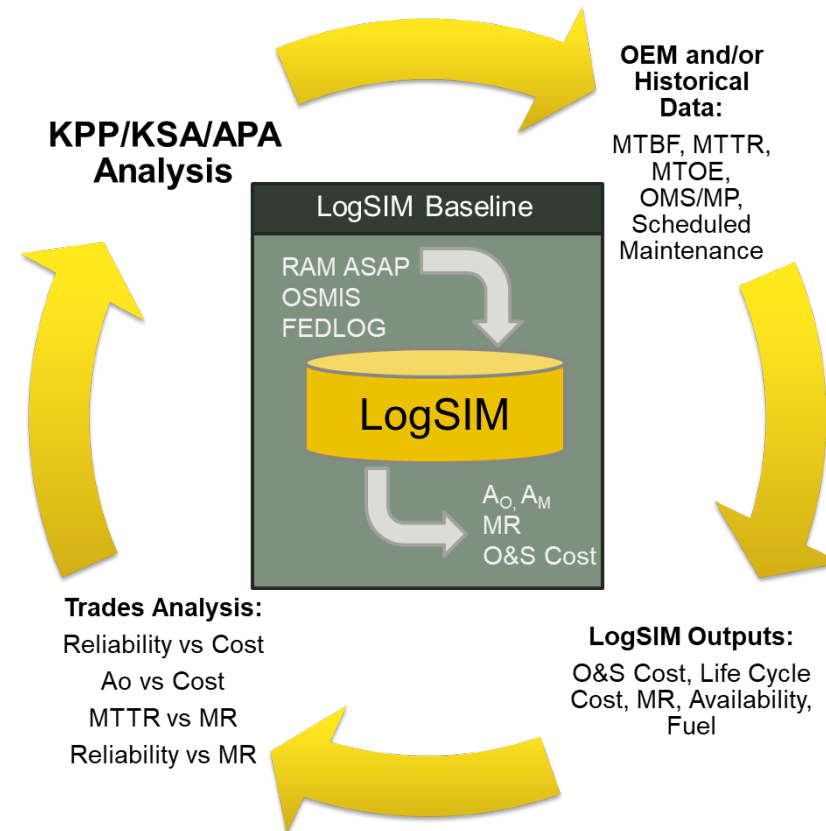 KPP/KSA/APA
Analysis
OEM and/or
Historical
Data:
MTBF, MTTR,
MTOE,
OMS/MP,
Scheduled
Maintenance
LogSIM Baseline
RAM ASAP
OSMIS
FEDLOG
LogSIM
A_O, A_M
MR
O&S Cost
LogSIM Outputs:
O&S Cost, Life Cycle
Cost, MR, Availability,
Fuel
Trades Analysis:
Reliability vs Cost
Ao vs Cost
MTTR vs MR
Reliability vs MR